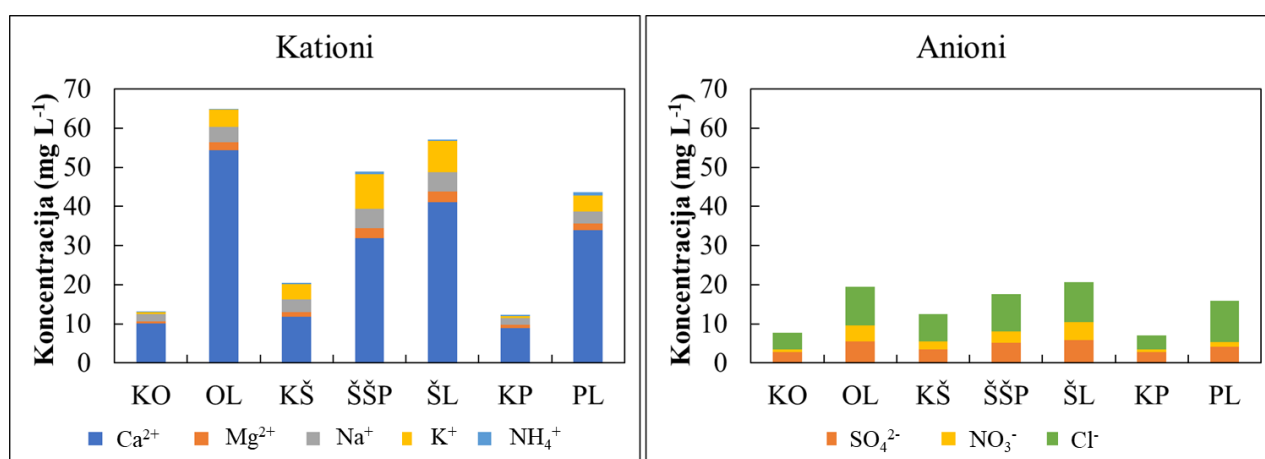 Kationi
Koncentracija (mg L⁻¹)
70
60
50
40
30
20
10
0
KO OL KŠ ŠŠP ŠL KP PL
Ca²⁺ Mg²⁺ Na⁺ K⁺ NH₄⁺
Anioni
Koncentracija (mg L⁻¹)
70
60
50
40
30
20
10
0
KO OL KŠ ŠŠP ŠL KP PL
SO₄²⁻ NO₃⁻ Cl⁻